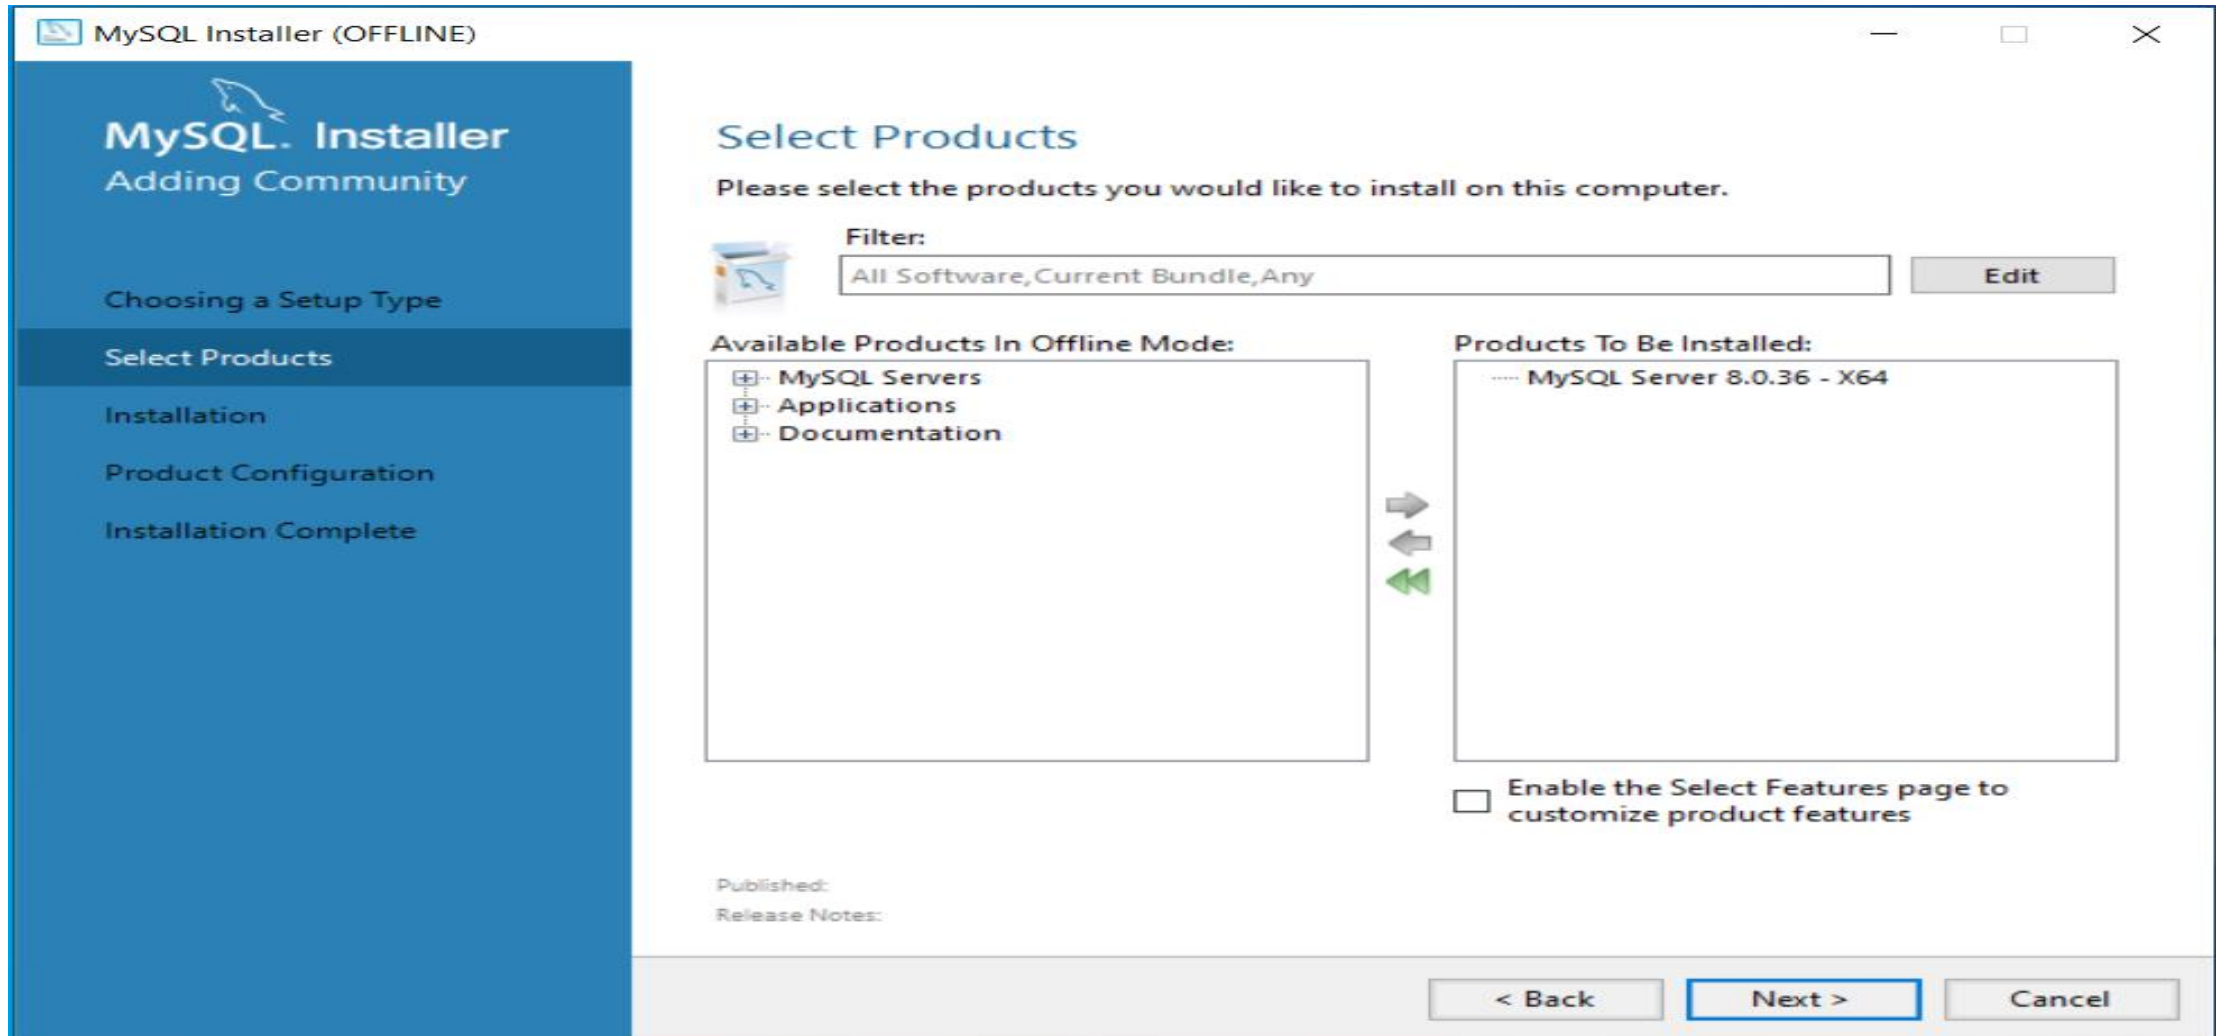 MySQL Installer (OFFLINE)
MySQL. Installer
Adding Community
Choosing a Setup Type
Select Products
Installation
Product Configuration
Installation Complete
Select Products
Please select the products you would like to install on this computer.
Filter:
All Software,Current Bundle,Any
Edit
Available Products In Offline Mode:
MySQL Servers
Applications
Documentation
Products To Be Installed:
MySQL Server 8.0.36 - X64
Enable the Select Features page to
customize product features
Published:
Release Notes:
< Back
Next >
Cancel